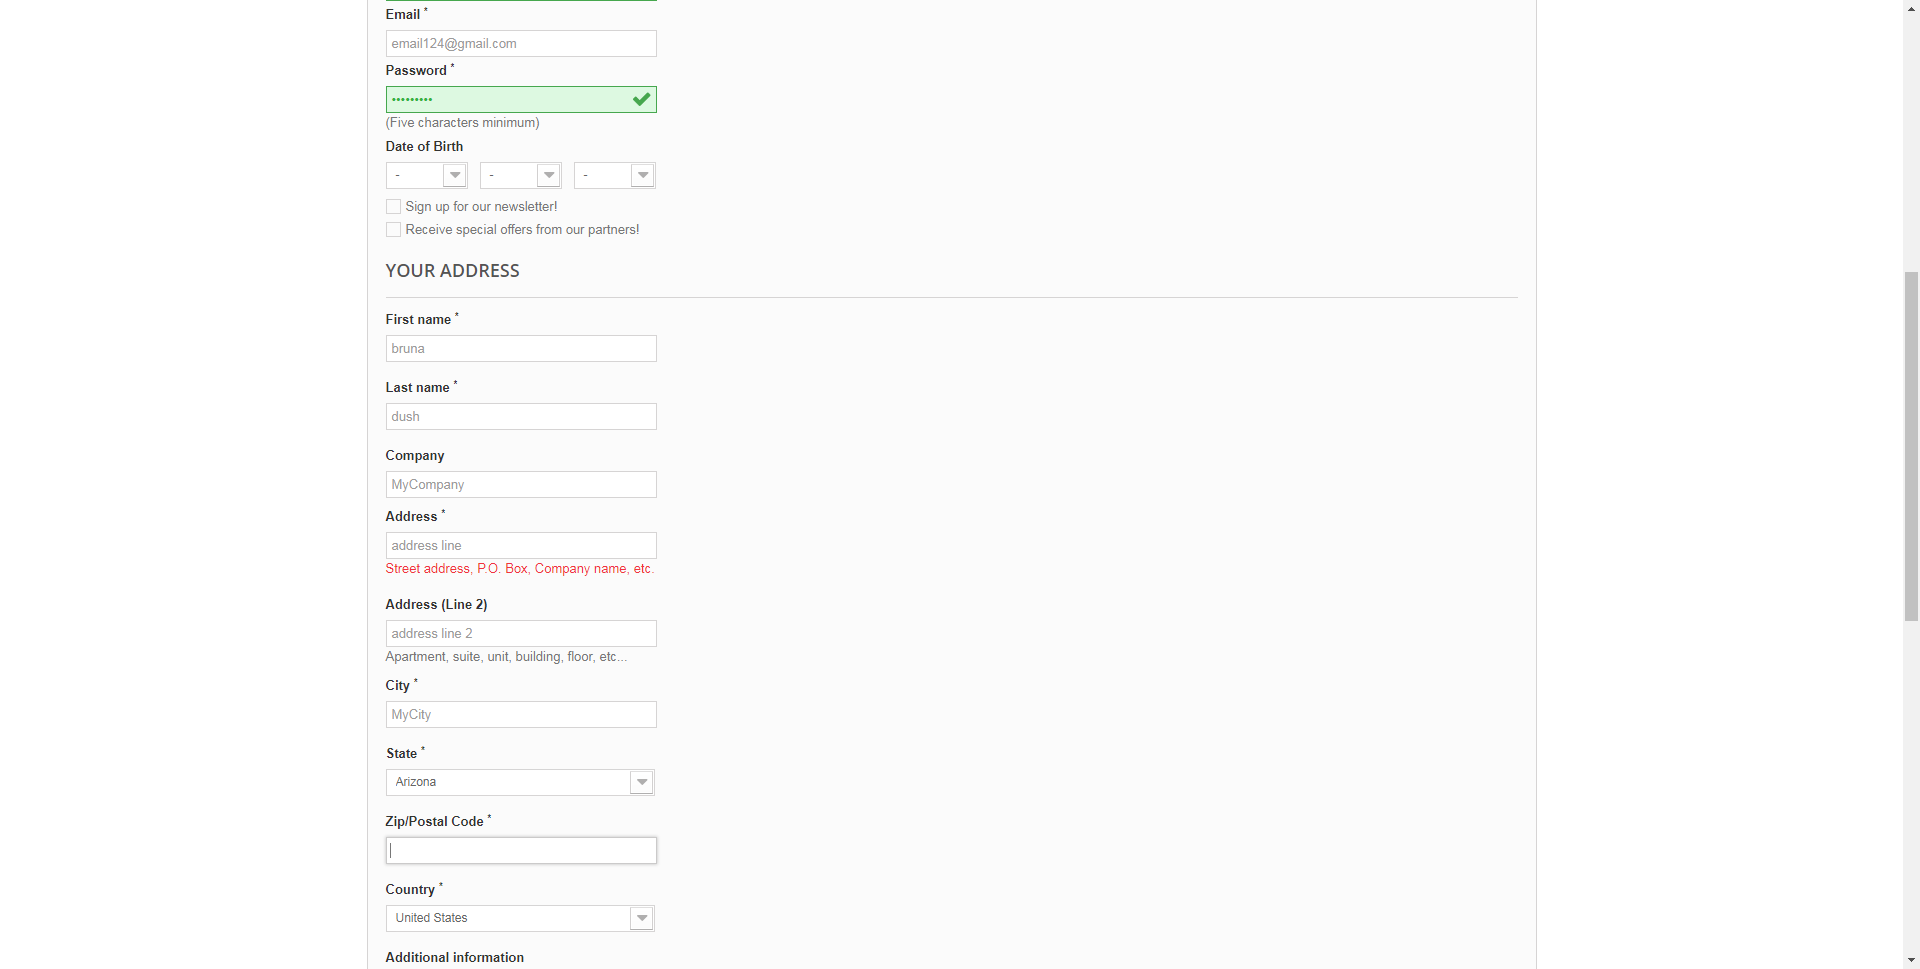 Email *
email124@gmail.com
Password *
•••••••••
(Five characters minimum)
Date of Birth
- - -
Sign up for our newsletter!
Receive special offers from our partners!
YOUR ADDRESS
First name *
bruna
Last name *
dush
Company
MyCompany
Address *
address line
Street address, P.O. Box, Company name, etc.
Address (Line 2)
address line 2
Apartment, suite, unit, building, floor, etc...
City *
MyCity
State *
Arizona
Zip/Postal Code *
Country *
United States
Additional information